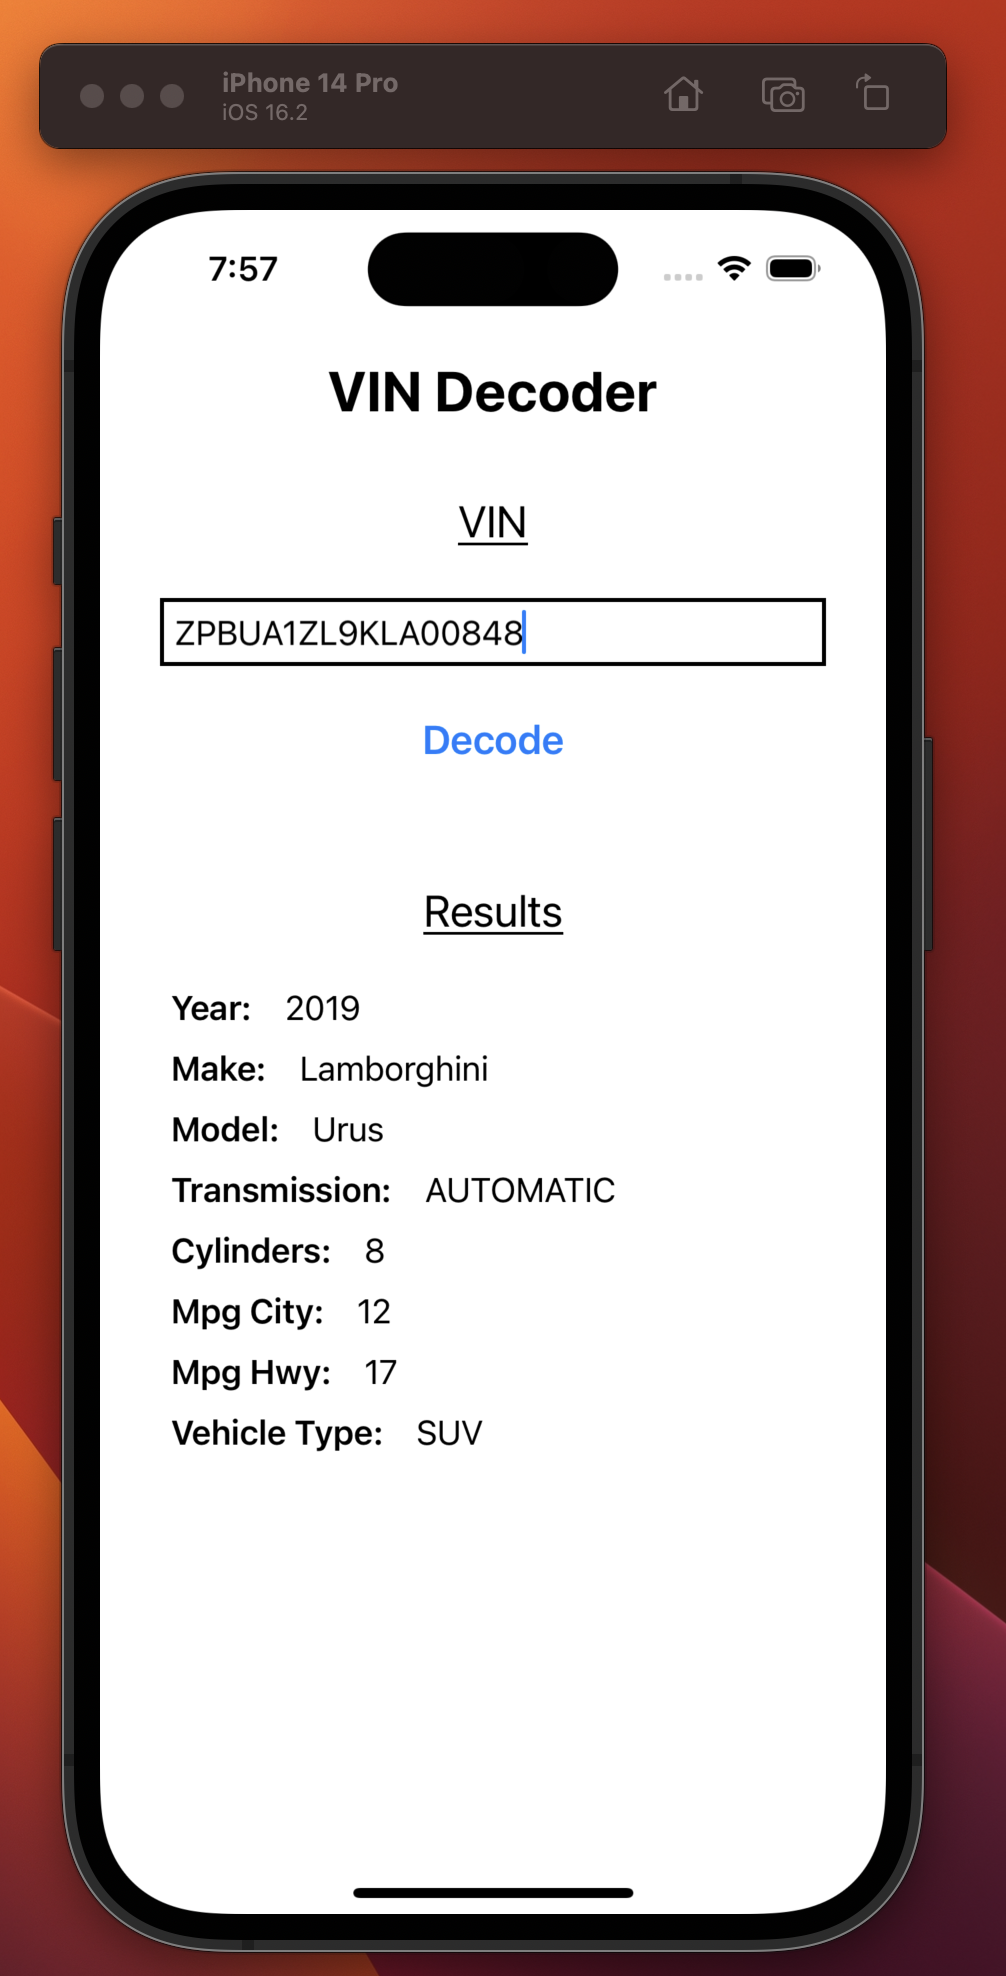 iPhone 14 Pro
iOS 16.2
7:57
VIN Decoder
VIN
ZPBUA1ZL9KLA00848
Decode
Results
Year: 2019
Make: Lamborghini
Model: Urus
Transmission: AUTOMATIC
Cylinders: 8
Mpg City: 12
Mpg Hwy: 17
Vehicle Type: SUV